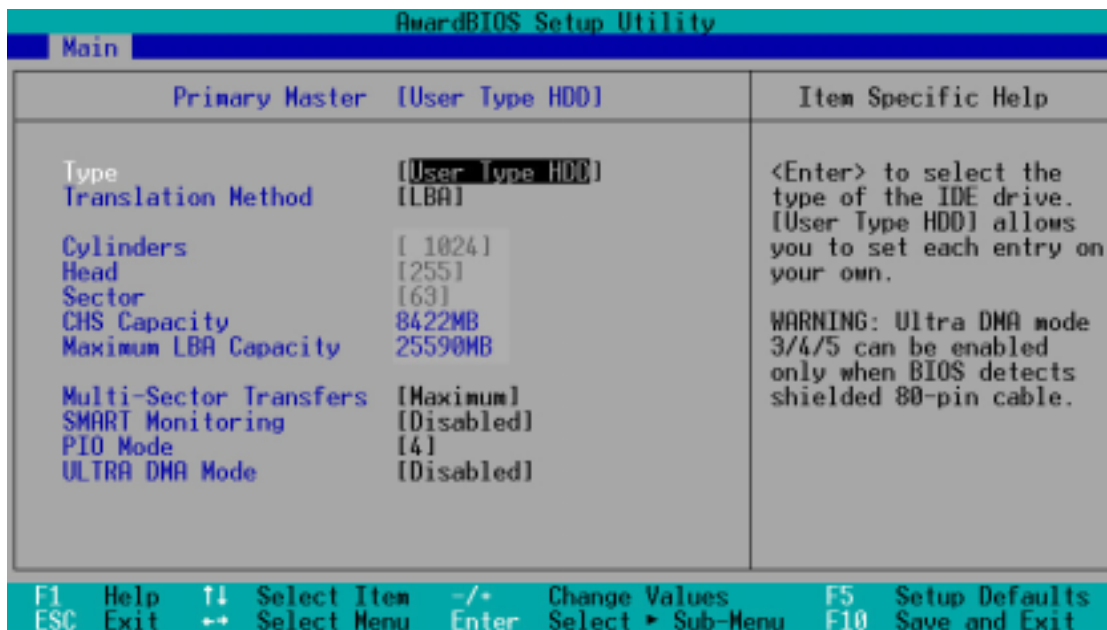 AwardBIOS Setup Utility
Main
Primary Master [User Type HDD]
Item Specific Help
Type [User Type HDD]
Translation Method [LBA]
Cylinders [ 1024]
Head [255]
Sector [63]
CHS Capacity 8422MB
Maximum LBA Capacity 25590MB
Multi-Sector Transfers [Maximum]
SMART Monitoring [Disabled]
PIO Mode [4]
ULTRA DMA Mode [Disabled]
<Enter> to select the
type of the IDE drive.
[User Type HDD] allows
you to set each entry on
your own.
WARNING: Ultra DMA mode
3/4/5 can be enabled
only when BIOS detects
shielded 80-pin cable.
F1 Help ↑↓ Select Item -/+ Change Values F5 Setup Defaults
ESC Exit ←→ Select Menu Enter Select ► Sub-Menu F10 Save and Exit